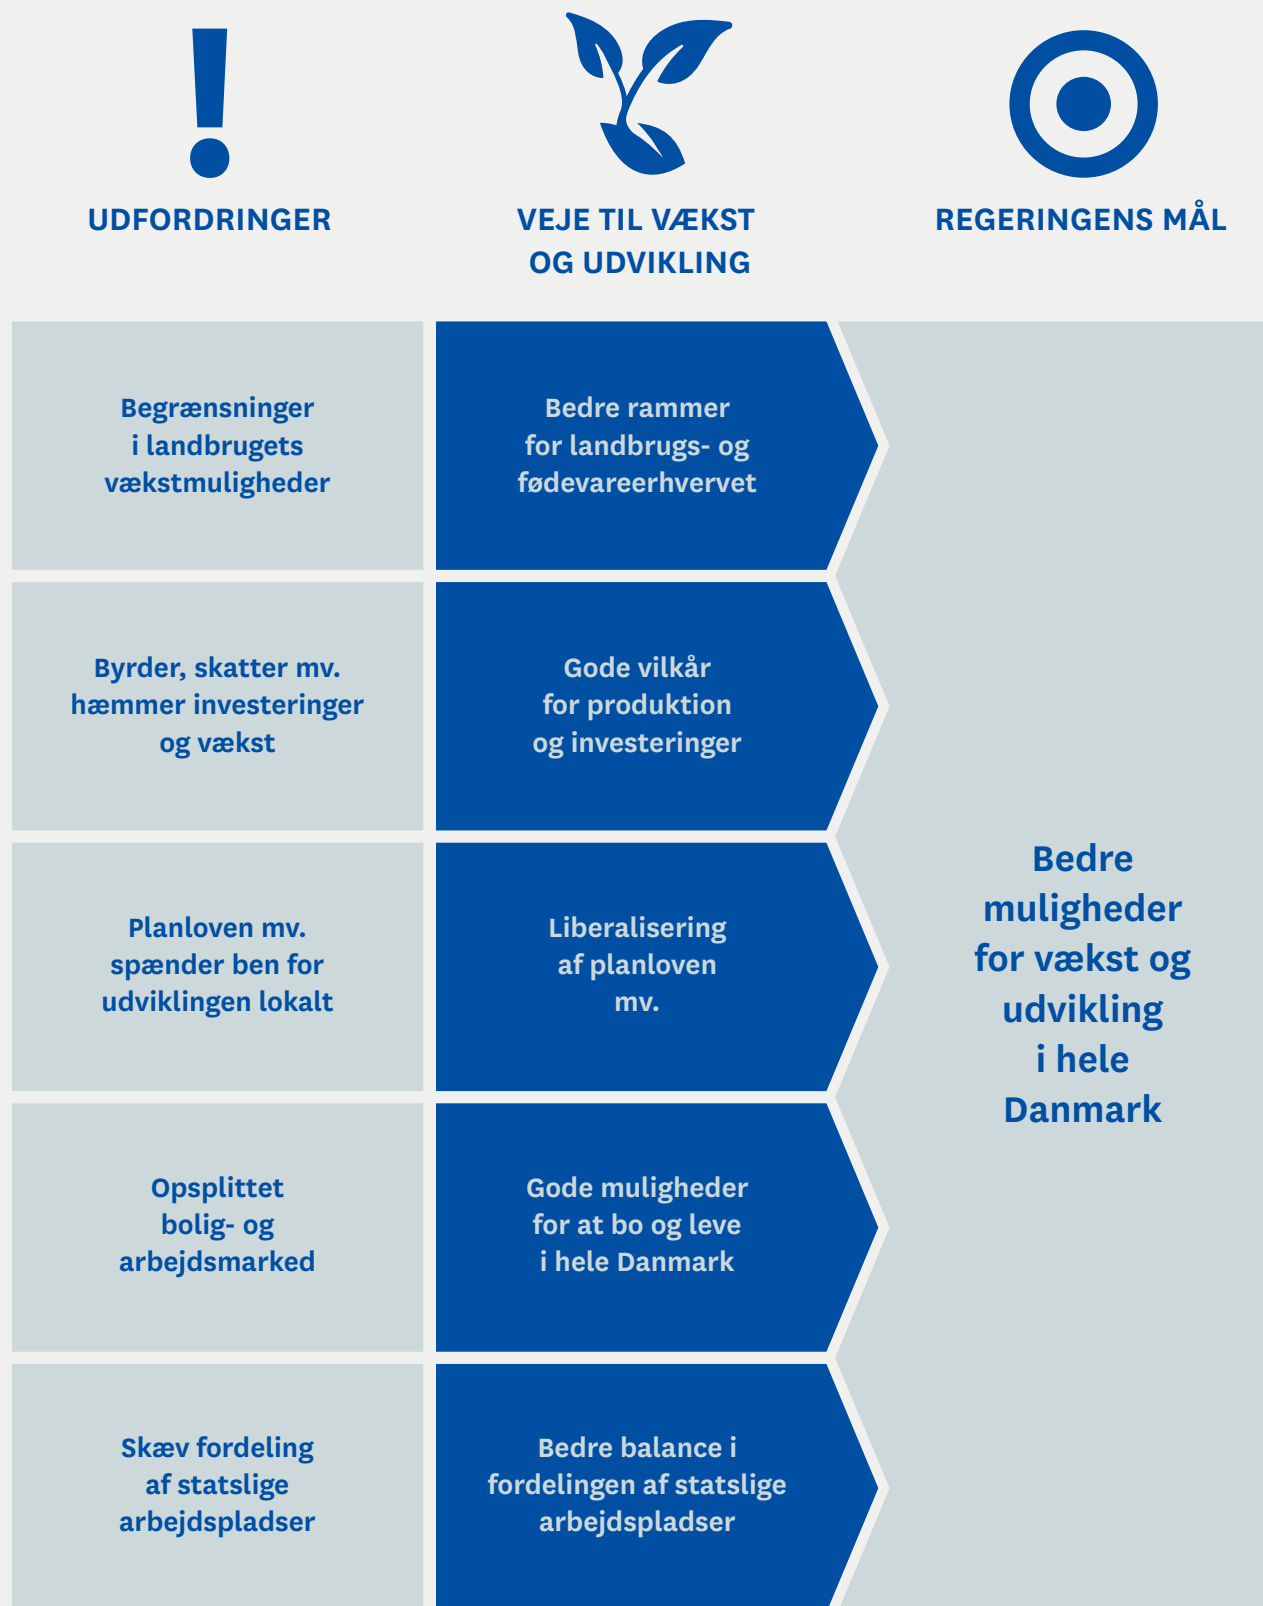 UDFORDRINGER
VEJE TIL VÆKST
OG UDVIKLING
REGERINGENS MÅL
Begrænsninger
i landbrugets
vækstmuligheder
Bedre rammer
for landbrugs- og
fødevareerhvervet
Byrder, skatter mv.
hæmmer investeringer
og vækst
Gode vilkår
for produktion
og investeringer
Planloven mv.
spænder ben for
udviklingen lokalt
Liberalisering
af planloven
mv.
Opsplittet
bolig- og
arbejdsmarked
Gode muligheder
for at bo og leve
i hele Danmark
Skæv fordeling
af statslige
arbejdspladser
Bedre balance i
fordelingen af statslige
arbejdspladser
Bedre
muligheder
for vækst og
udvikling
i hele
Danmark